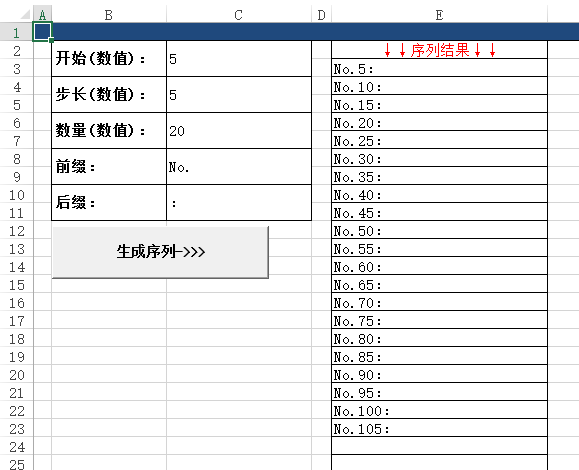 A B C D E
1
2 开始(数值)： 5 ↓↓序列结果↓↓
3 No.5：
4 步长(数值)： 5 No.10：
5 No.15：
6 数量(数值)： 20 No.20：
7 No.25：
8 前缀： No. No.30：
9 No.35：
10 后缀： ： No.40：
11 No.45：
12 No.50：
13 生成序列->>> No.55：
14 No.60：
15 No.65：
16 No.70：
17 No.75：
18 No.80：
19 No.85：
20 No.90：
21 No.95：
22 No.100：
23 No.105：
24
25